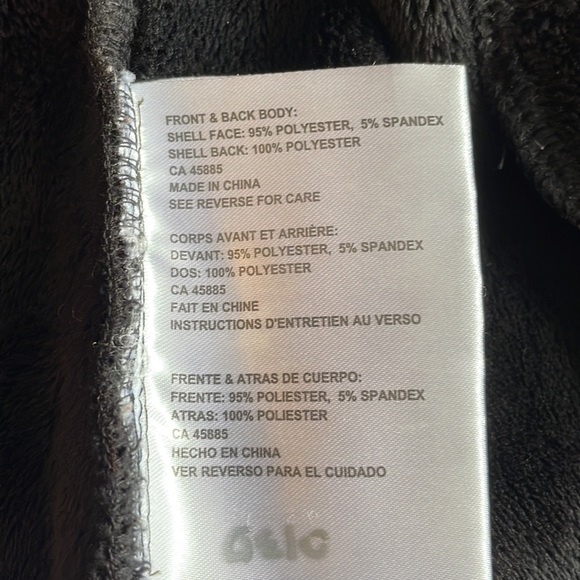 FRONT & BACK BODY:
SHELL FACE: 95% POLYESTER, 5% SPANDEX
SHELL BACK: 100% POLYESTER
CA 45885
MADE IN CHINA
SEE REVERSE FOR CARE
CORPS AVANT ET ARRIÈRE:
DEVANT: 95% POLYESTER, 5% SPANDEX
DOS: 100% POLYESTER
CA 45885
FAIT EN CHINE
INSTRUCTIONS D'ENTRETIEN AU VERSO
FRENTE & ATRAS DE CUERPO:
FRENTE: 95% POLIESTER, 5% SPANDEX
ATRAS: 100% POLIESTER
CA 45885
HECHO EN CHINA
VER REVERSO PARA EL CUIDADO